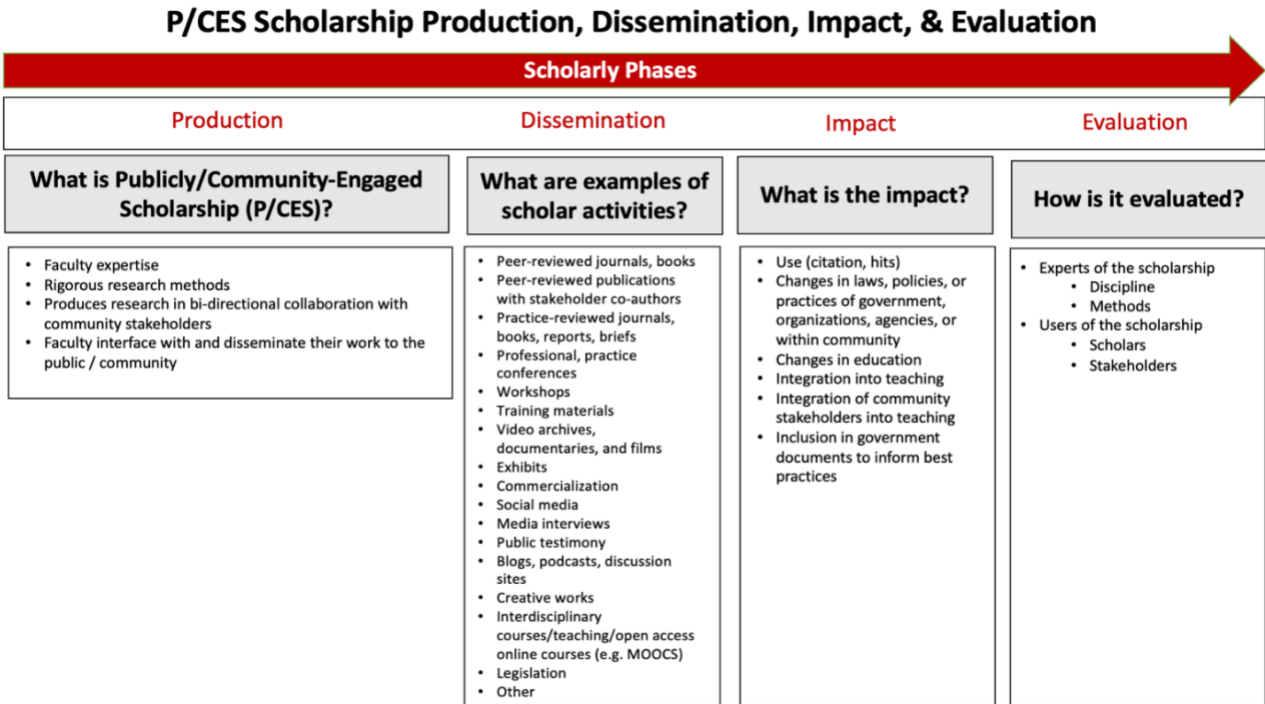 P/CES Scholarship Production, Dissemination, Impact, & Evaluation
Scholarly Phases
Production
Dissemination
Impact
Evaluation
What is Publicly/Community-Engaged
Scholarship (P/CES)?
• Faculty expertise
• Rigorous research methods
• Produces research in bi-directional collaboration with
community stakeholders
• Faculty interface with and disseminate their work to the
public / community
What are examples of
scholar activities?
• Peer-reviewed journals, books
• Peer-reviewed publications
with stakeholder co-authors
• Practice-reviewed journals,
books, reports, briefs
• Professional, practice
conferences
• Workshops
• Training materials
• Video archives,
documentaries, and films
• Exhibits
• Commercialization
• Social media
• Media interviews
• Public testimony
• Blogs, podcasts, discussion
sites
• Creative works
• Interdisciplinary
courses/teaching/open access
online courses (e.g. MOOCS)
• Legislation
• Other
What is the impact?
• Use (citation, hits)
• Changes in laws, policies, or
practices of government,
organizations, agencies, or
within community
• Changes in education
• Integration into teaching
• Integration of community
stakeholders into teaching
• Inclusion in government
documents to inform best
practices
How is it evaluated?
• Experts of the scholarship
• Discipline
• Methods
• Users of the scholarship
• Scholars
• Stakeholders